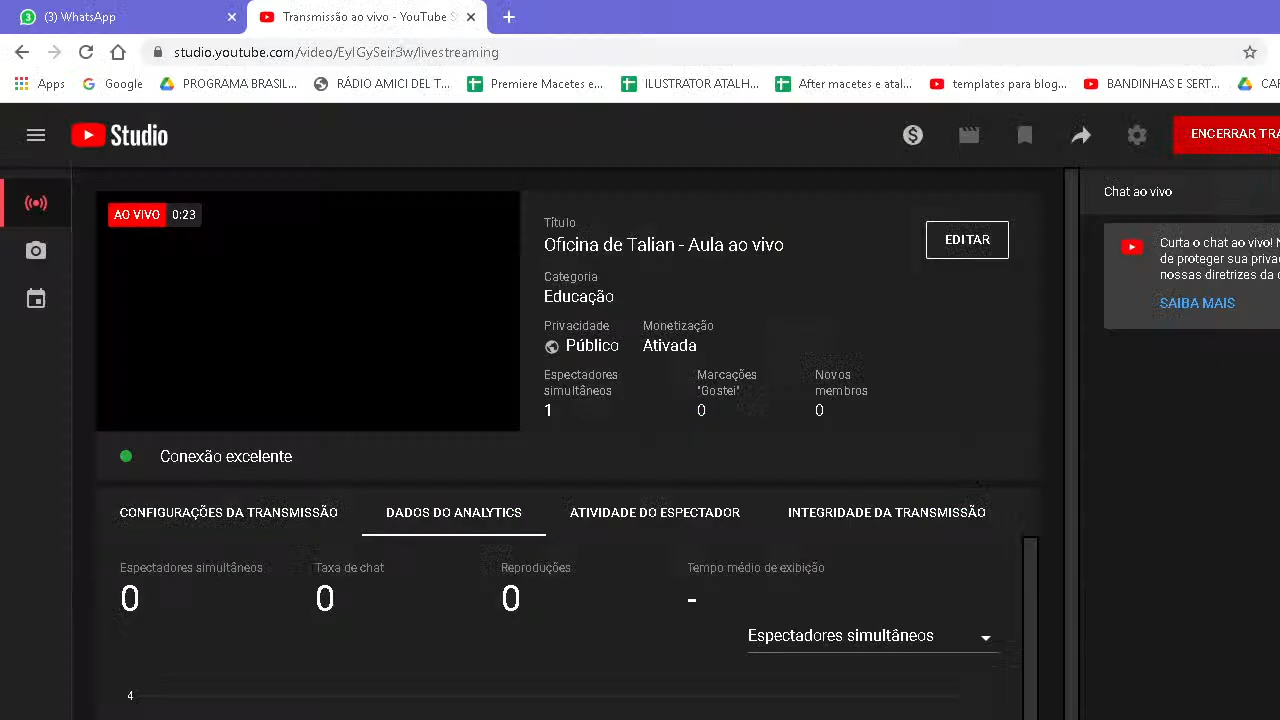 3 (3) WhatsApp
Transmissão ao vivo - YouTube S
studio.youtube.com/video/EyIGySeir3w/livestreaming
Apps Google PROGRAMA BRASIL... RÁDIO AMICI DEL T... Premiere Macetes e... ILUSTRATOR ATALH... After macetes e atal... templates para blog... BANDINHAS E SERT... CAR
Studio
ENCERRAR TRA
AO VIVO 0:23
Título
Oficina de Talian - Aula ao vivo
EDITAR
Categoria
Educação
Privacidade Monetização
Público Ativada
Espectadores simultâneos
Marcações "Gostei"
Novos membros
1 0 0
Conexão excelente
Chat ao vivo
Curta o chat ao vivo! N
de proteger sua priva
nossas diretrizes da c
SAIBA MAIS
CONFIGURAÇÕES DA TRANSMISSÃO DADOS DO ANALYTICS ATIVIDADE DO ESPECTADOR INTEGRIDADE DA TRANSMISSÃO
Espectadores simultâneos Taxa de chat Reproduções Tempo médio de exibição
0 0 0 -
Espectadores simultâneos
4